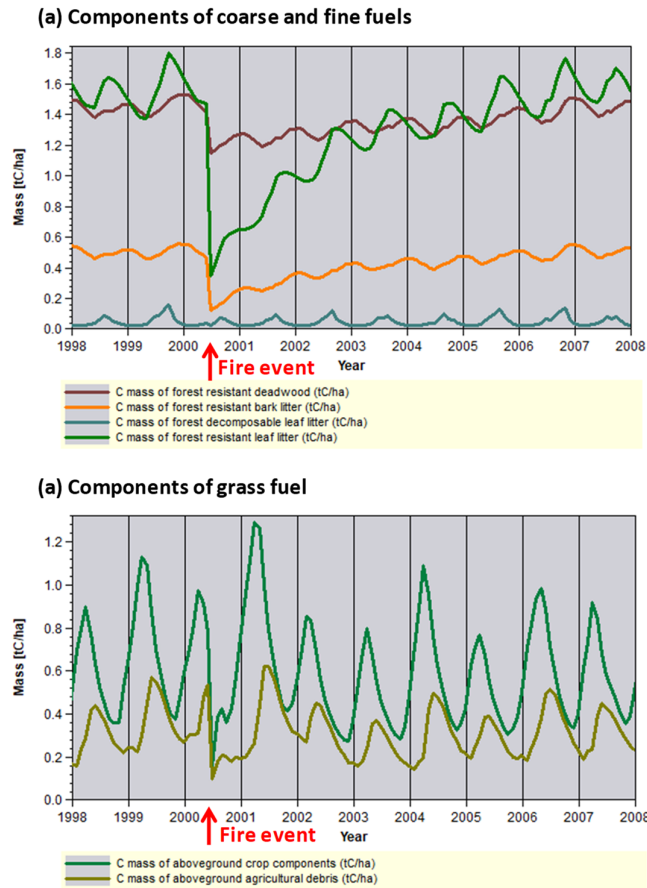 (a) Components of coarse and fine fuels
1.8
1.6
1.4
1.2
1.0
0.8
0.6
0.4
0.2
0.0
Mass [tC/ha]
1998 1999 2000 2001 2002 2003 2004 2005 2006 2007 2008
Year
Fire event
C mass of forest resistant deadwood (tC/ha)
C mass of forest resistant bark litter (tC/ha)
C mass of forest decomposable leaf litter (tC/ha)
C mass of forest resistant leaf litter (tC/ha)
(a) Components of grass fuel
1.2
1.0
0.8
0.6
0.4
0.2
0.0
Mass [tC/ha]
1998 1999 2000 2001 2002 2003 2004 2005 2006 2007 2008
Year
Fire event
C mass of aboveground crop components (tC/ha)
C mass of aboveground agricultural debris (tC/ha)